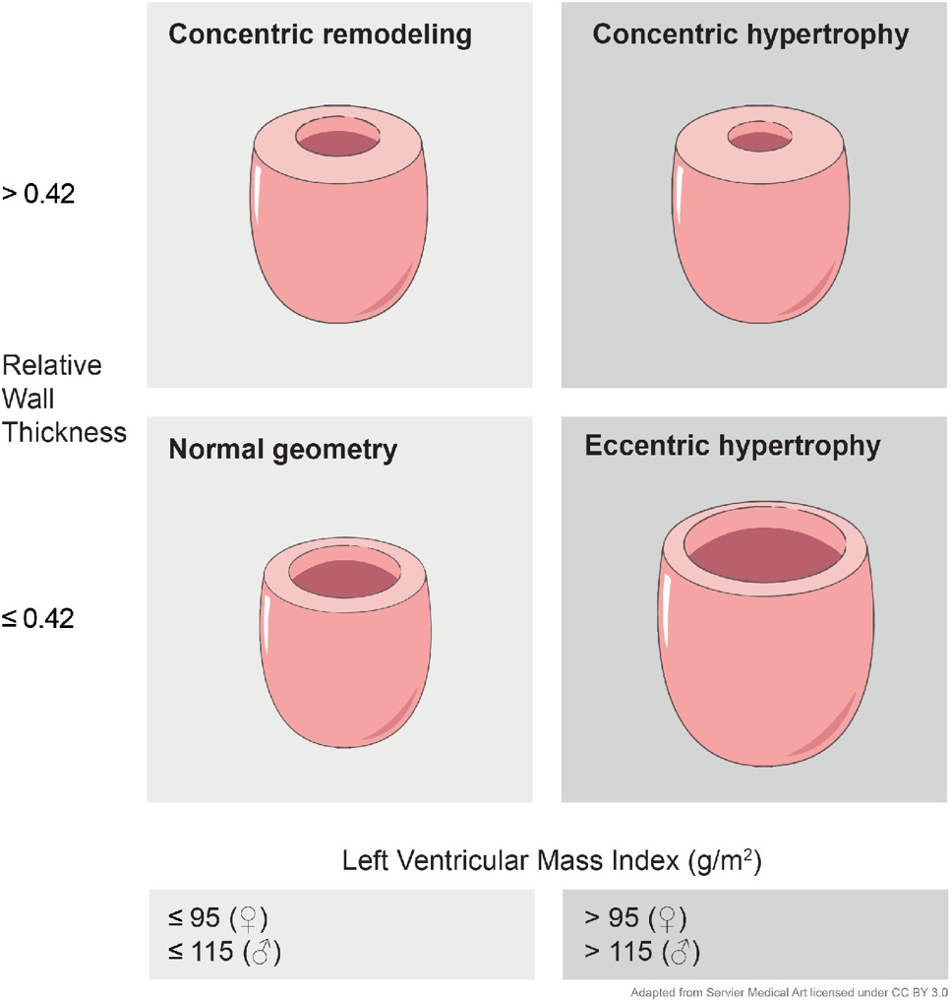 Concentric remodeling
Concentric hypertrophy
> 0.42
Relative
Wall
Thickness
Normal geometry
Eccentric hypertrophy
≤ 0.42
Left Ventricular Mass Index (g/m²)
≤ 95 (♀)
≤ 115 (♂)
> 95 (♀)
> 115 (♂)
Adapted from Servier Medical Art licensed under CC BY 3.0